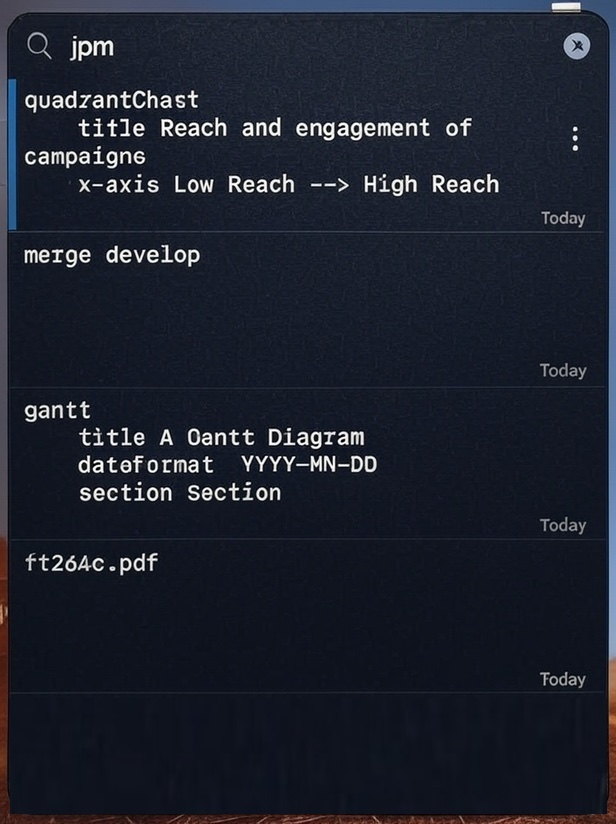 jpm
quadrantChast
title Reach and engagement of
campaigns
x-axis Low Reach --> High Reach
Today
merge develop
Today
gantt
title A Oantt Diagram
dateformat YYYY-MN-DD
section Section
Today
ft264c.pdf
Today